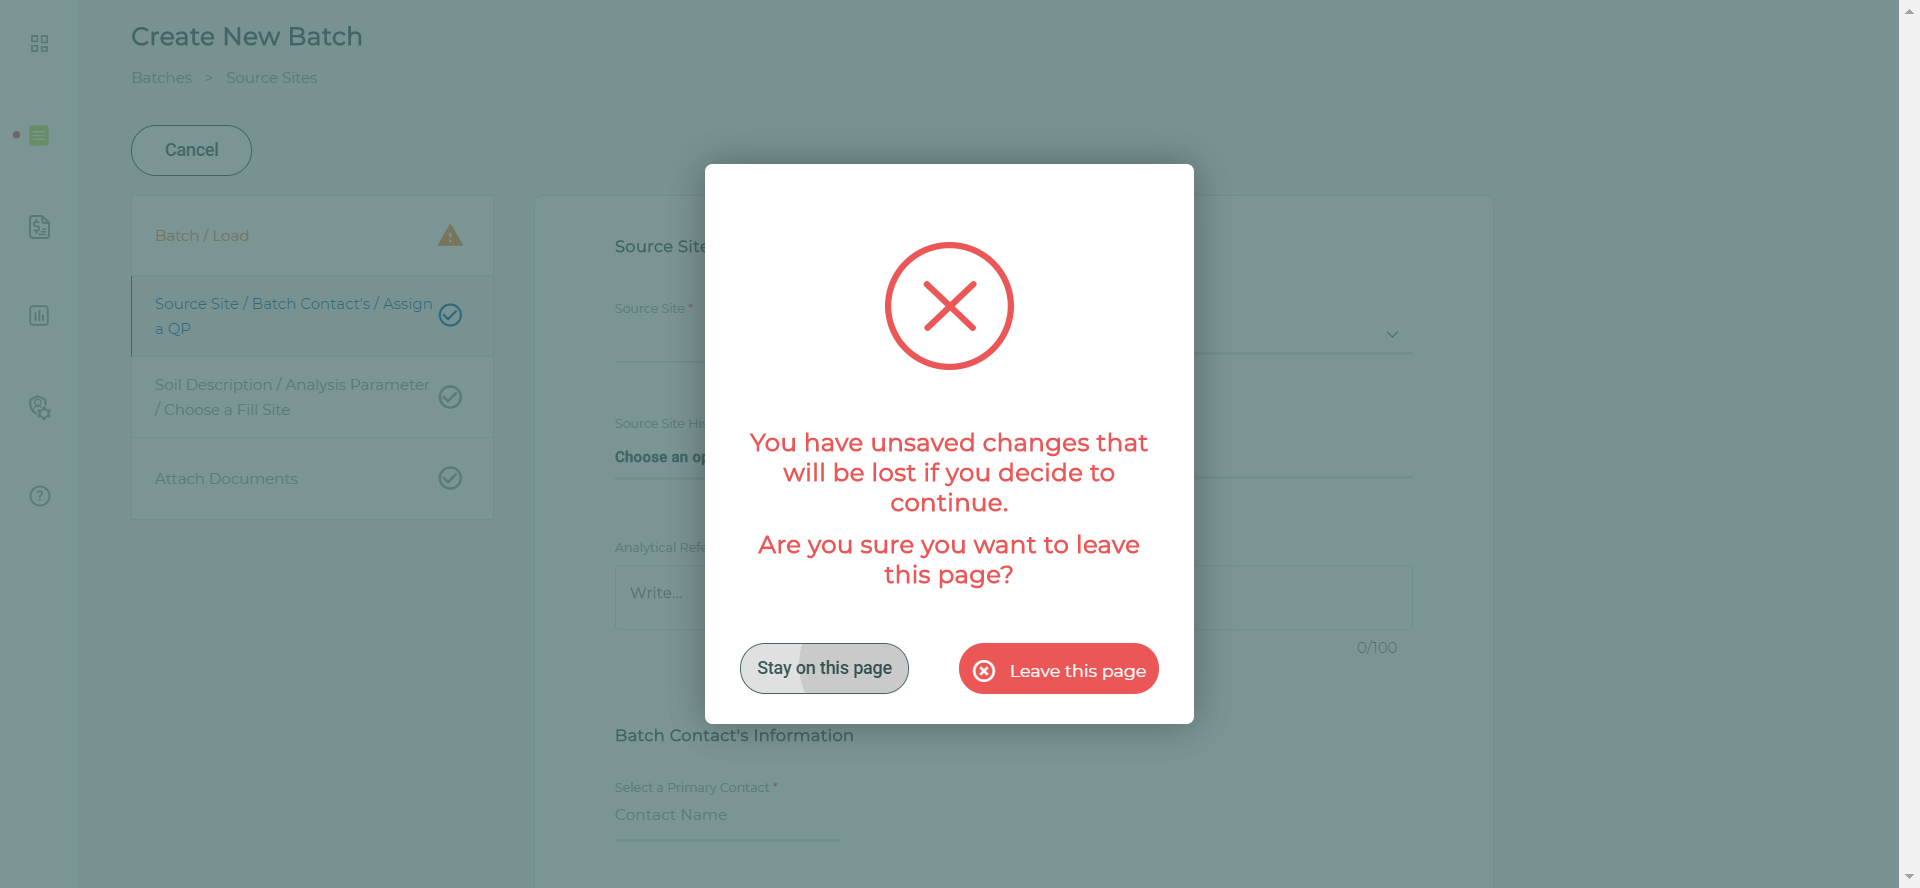 Create New Batch
Batches > Source Sites
Cancel
Batch / Load
Source Site / Batch Contact's / Assign
a QP
Soil Description / Analysis Parameter
/ Choose a Fill Site
Attach Documents
Source Site
Source Site *
Source Site
Choose an
Analytical
Write...
0/100
Batch Contact's Information
Select a Primary Contact *
Contact Name
You have unsaved changes that
will be lost if you decide to
continue.
Are you sure you want to leave
this page?
Stay on this page
Leave this page